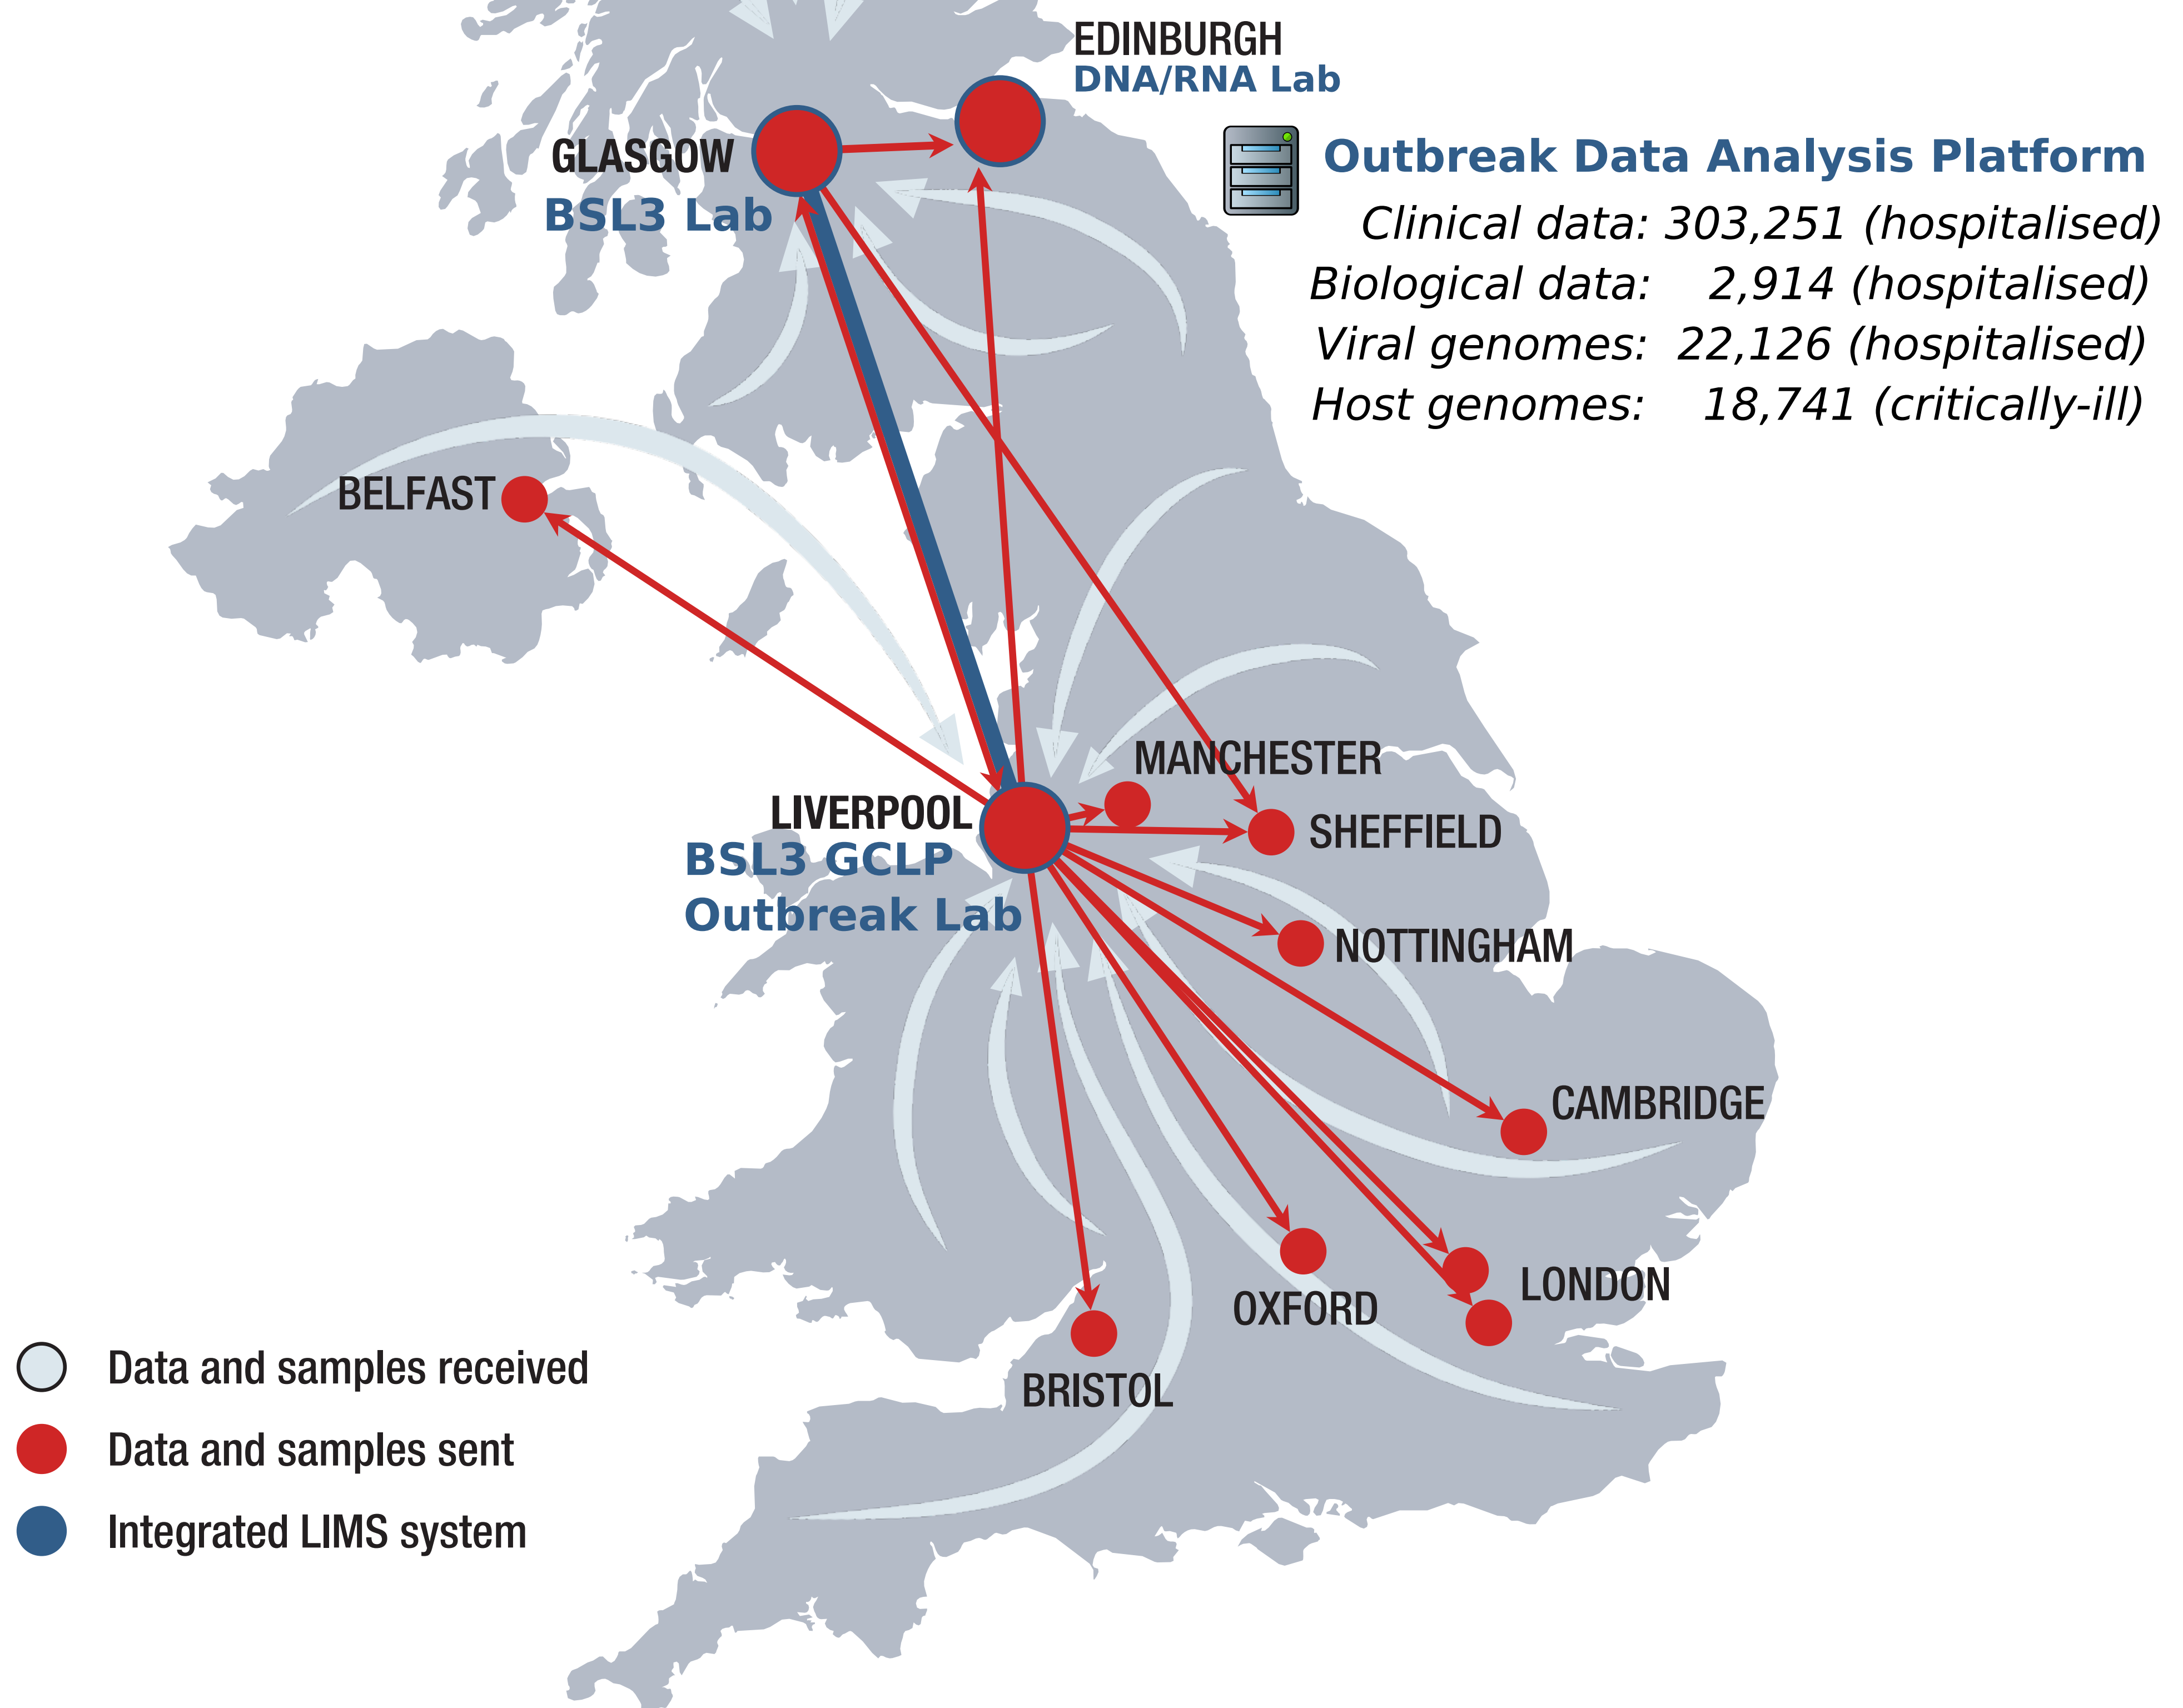 EDINBURGH
DNA/RNA Lab
GLASGOW
BSL3 Lab
Outbreak Data Analysis Platform
Clinical data: 303,251 (hospitalised)
Biological data: 2,914 (hospitalised)
Viral genomes: 22,126 (hospitalised)
Host genomes: 18,741 (critically-ill)
BELFAST
MANCHESTER
LIVERPOOL
BSL3 GCLP
Outbreak Lab
SHEFFIELD
NOTTINGHAM
CAMBRIDGE
LONDON
OXFORD
BRISTOL
Data and samples received
Data and samples sent
Integrated LIMS system